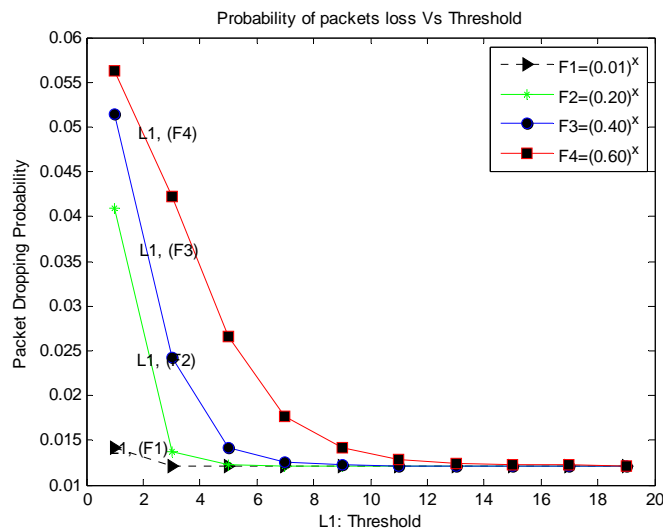 Probability of packets loss Vs Threshold
0.06
0.055
0.05
0.045
0.04
0.035
0.03
0.025
0.02
0.015
0.01
Packet Dropping Probability
F1=(0.01)^x
F2=(0.20)^x
F3=(0.40)^x
F4=(0.60)^x
L1, (F4)
L1, (F3)
L1, (F2)
L1, (F1)
0 2 4 6 8 10 12 14 16 18 20
L1: Threshold